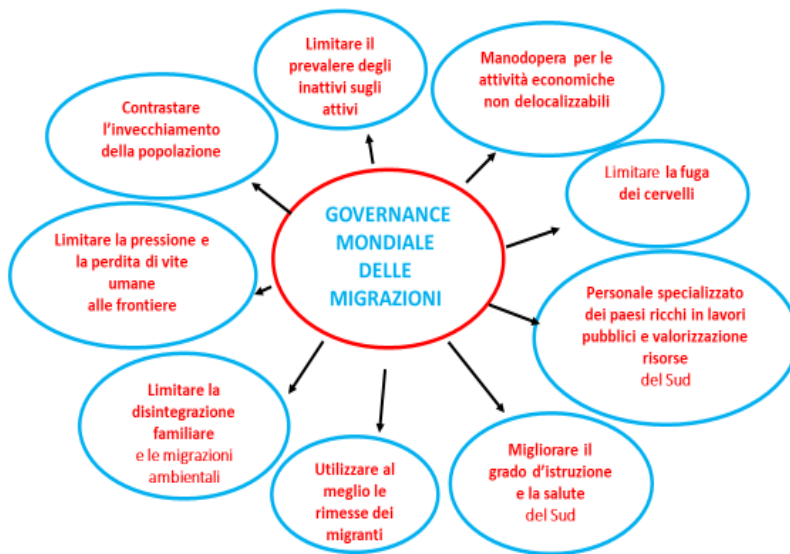 GOVERNANCE
MONDIALE
DELLE
MIGRAZIONI
Limitare il
prevalere degli
inattivi sugli
attivi
Manodopera per le
attività economiche
non delocalizzabili
Limitare la fuga
dei cervelli
Personale specializzato
dei paesi ricchi in lavori
pubblici e valorizzazione
risorse
del Sud
Migliorare il
grado d'istruzione
e la salute
del Sud
Utilizzare al
meglio le
rimesse dei
migranti
Limitare la
disintegrazione
familiare
e le migrazioni
ambientali
Limitare la pressione e
la perdita di vite
umane
alle frontiere
Contrastare
l'invecchiamento
della popolazione